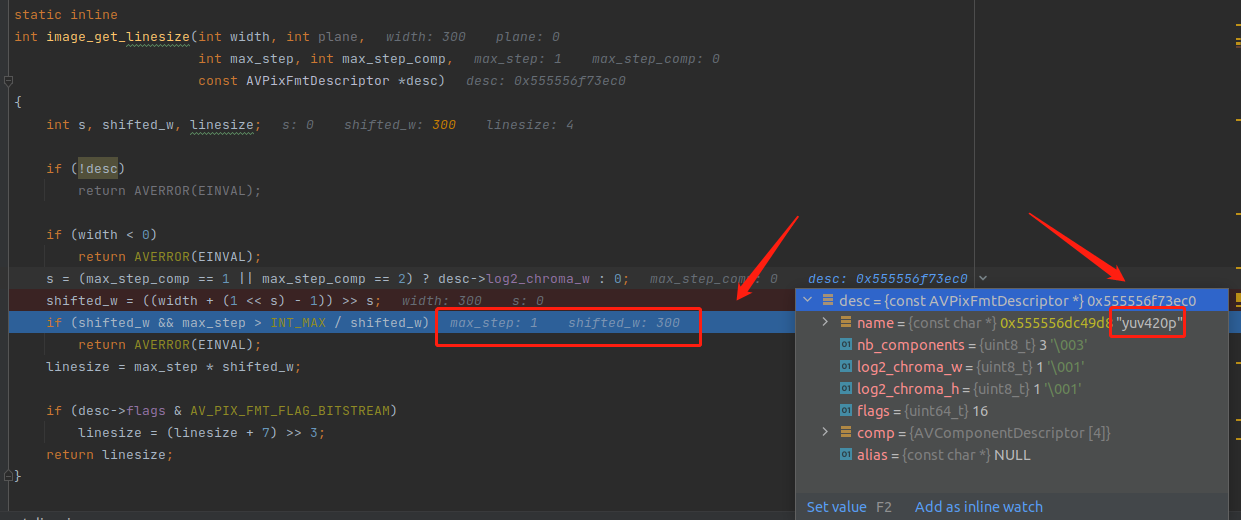 static inline
int image_get_linesize(int width, int plane,   width: 300    plane: 0
int max_step, int max_step_comp,   max_step: 1    max_step_comp: 0
const AVPixFmtDescriptor *desc)   desc: 0x555556f73ec0
{
int s, shifted_w, linesize;   s: 0    shifted_w: 300    linesize: 4
if (!desc)
return AVERROR(EINVAL);
if (width < 0)
return AVERROR(EINVAL);
s = (max_step_comp == 1 || max_step_comp == 2) ? desc->log2_chroma_w : 0;   max_step_comp: 0    desc: 0x555556f73ec0
shifted_w = ((width + (1 << s) - 1)) >> s;   width: 300    s: 0
if (shifted_w && max_step > INT_MAX / shifted_w)   max_step: 1    shifted_w: 300
return AVERROR(EINVAL);
linesize = max_step * shifted_w;
if (desc->flags & AV_PIX_FMT_FLAG_BITSTREAM)
linesize = (linesize + 7) >> 3;
return linesize;
}
desc = {const AVPixFmtDescriptor *} 0x555556f73ec0
name = {const char *} 0x555556dc49d8 "yuv420p"
01 nb_components = {uint8_t} 3 '\003'
01 log2_chroma_w = {uint8_t} 1 '\001'
01 log2_chroma_h = {uint8_t} 1 '\001'
01 flags = {uint64_t} 16
comp = {AVComponentDescriptor [4]}
01 alias = {const char *} NULL
Set value F2 Add as inline watch